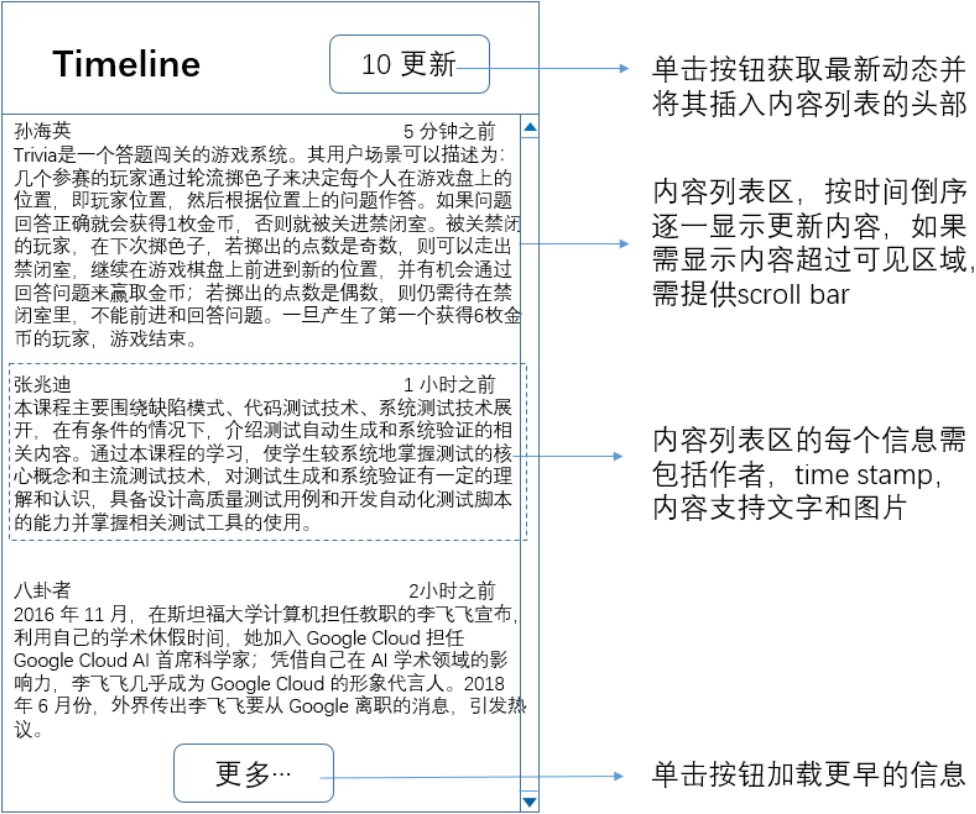 Timeline
10 更新
单击按钮获取最新动态并
将其插入内容列表的头部
孙海英 5 分钟之前
Trivia是一个答题闯关的游戏系统。其用户场景可以描述为：
几个参赛的玩家通过轮流掷色子来决定每个人在游戏盘上的
位置，即玩家位置，然后根据位置上的问题作答。如果问题
回答正确就会获得1枚金币，否则就被关进禁闭室。被关禁闭
的玩家，在下次掷色子，若掷出的点数是奇数，则可以走出
禁闭室，继续在游戏棋盘上前进到新的位置，并有机会通过
回答问题来赢取金币；若掷出的点数是偶数，则仍需待在禁
闭室里，不能前进和回答问题。一旦产生了第一个获得6枚金
币的玩家，游戏结束。
内容列表区，按时间倒序
逐一显示更新内容，如果
需显示内容超过可见区域，
需提供scroll bar
张兆迪 1 小时之前
本课程主要围绕缺陷模式、代码测试技术、系统测试技术展
开，在有条件的情况下，介绍测试自动生成和系统验证的相
关内容。通过本课程的学习，使学生较系统地掌握测试的核
心概念和主流测试技术，对测试生成和系统验证有一定的理
解和认识，具备设计高质量测试用例和开发自动化测试脚本
的能力并掌握相关测试工具的使用。
内容列表区的每个信息需
包括作者，time stamp，
内容支持文字和图片
八卦者 2小时之前
2016 年 11 月，在斯坦福大学计算机担任教职的李飞飞宣布，
利用自己的学术休假时间，她加入 Google Cloud 担任
Google Cloud AI 首席科学家；凭借自己在 AI 学术领域的影
响力，李飞飞几乎成为 Google Cloud 的形象代言人。2018
年 6 月份，外界传出李飞飞要从 Google 离职的消息，引发热
议。
更多…
单击按钮加载更早的信息